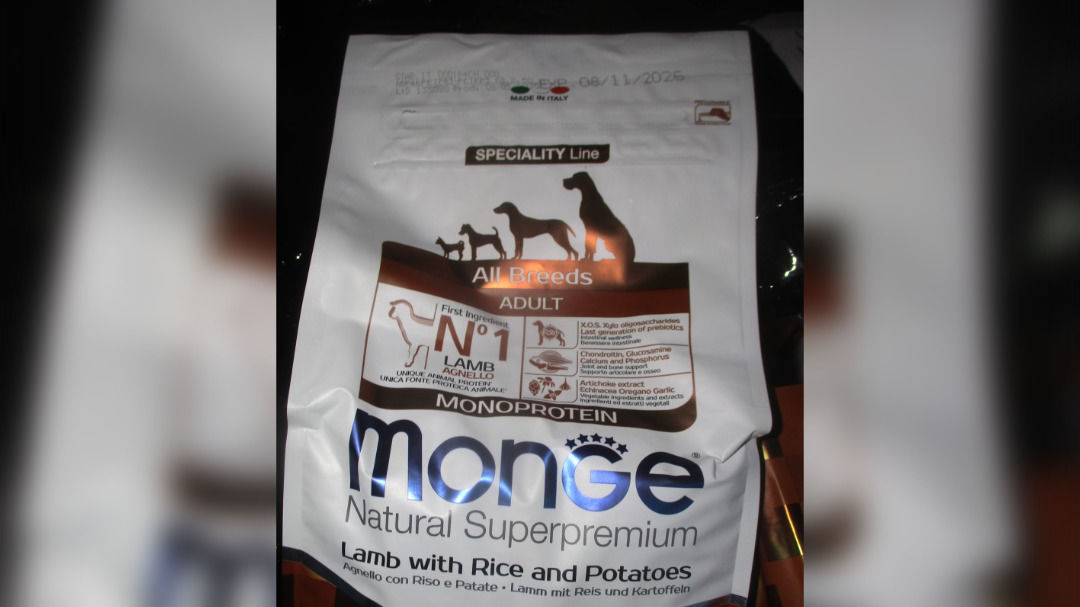 EXP 08/11/2026
MADE IN ITALY
SPECIALITY Line
All Breeds
ADULT
First Ingredient
N°1
LAMB
AGNELLO
UNIQUE ANIMAL PROTEIN
UNICA FONTE PROTEICA ANIMALE
X.O.S. Xylo oligosaccharides
Last generation of prebiotics
Intestinal wellness
Benessere intestinale
Chondroitin, Glucosamine
Calcium and Phosphorus
Joint and bone support
Supporto articolare e osseo
Artichoke extract
Echinacea Oregano Garlic
Vegetable ingredients and extracts
Ingredienti ed estratti vegetali
MONOPROTEIN
monGe®
Natural Superpremium
Lamb with Rice and Potatoes
Agnello con Riso e Patate • Lamm mit Reis und Kartoffeln